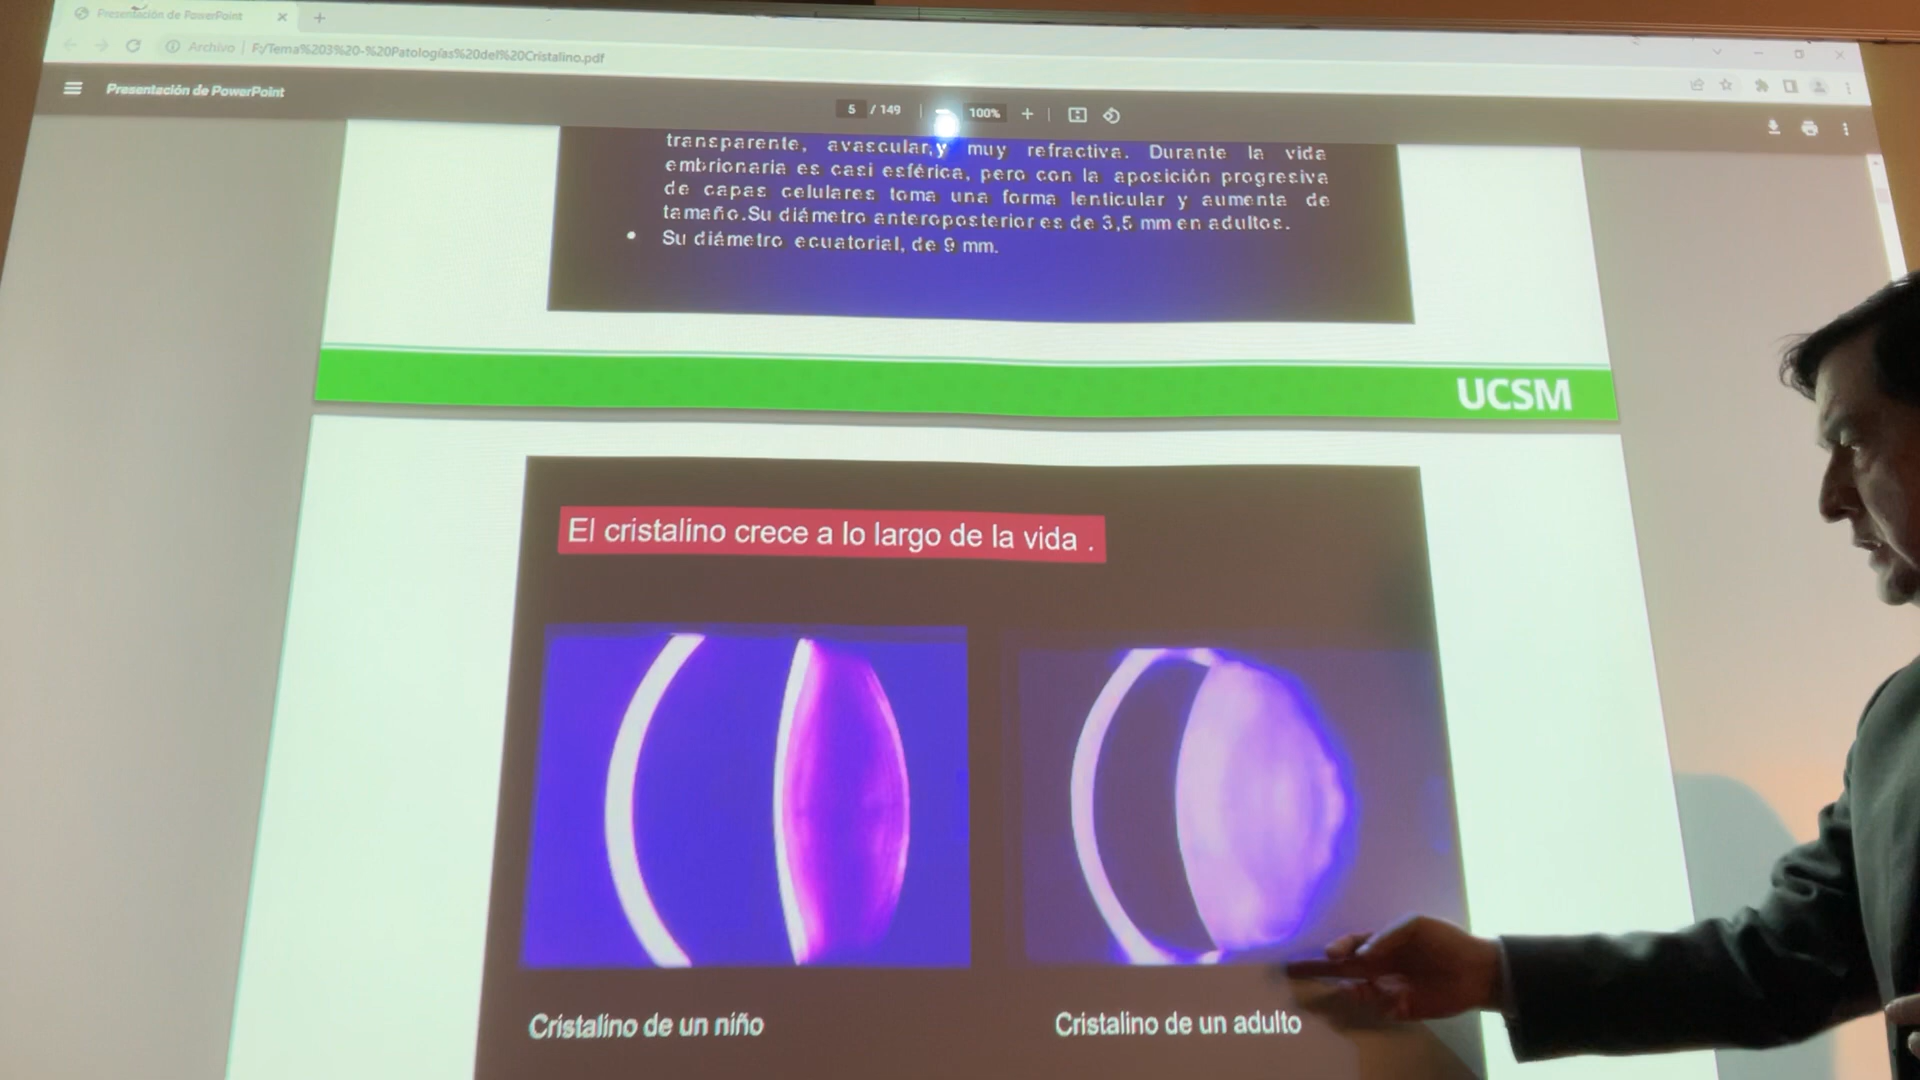 Presentación de PowerPoint
Archivo | F:/Tema%203%20-%20Patologías%20del%20Cristalino.pdf
Presentación de PowerPoint
5 / 149
100%
transparente, avascular,y muy refractiva. Durante la vida
embrionaria es casi esférica, pero con la aposición progresiva
de capas celulares toma una forma lenticular y aumenta de
tamaño.Su diámetro anteroposterior es de 3,5 mm en adultos.
• Su diámetro ecuatorial, de 9 mm.
UCSM
El cristalino crece a lo largo de la vida .
Cristalino de un niño
Cristalino de un adulto